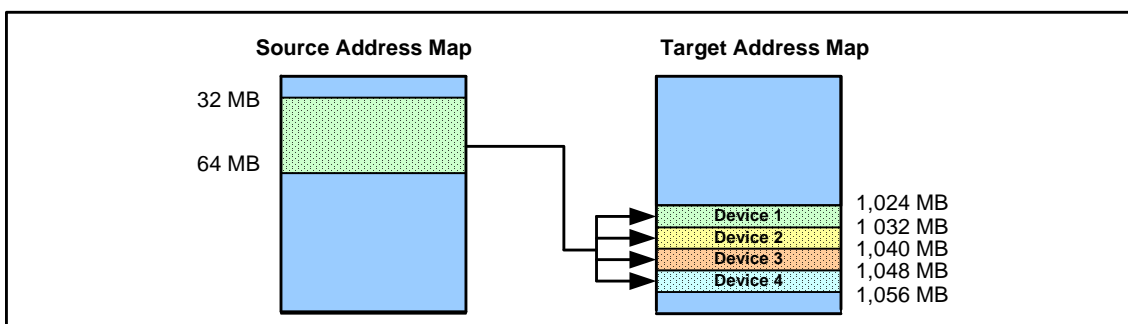 Source Address Map
Target Address Map
32 MB
64 MB
1,024 MB
Device 1
1 032 MB
Device 2
1,040 MB
Device 3
1,048 MB
Device 4
1,056 MB